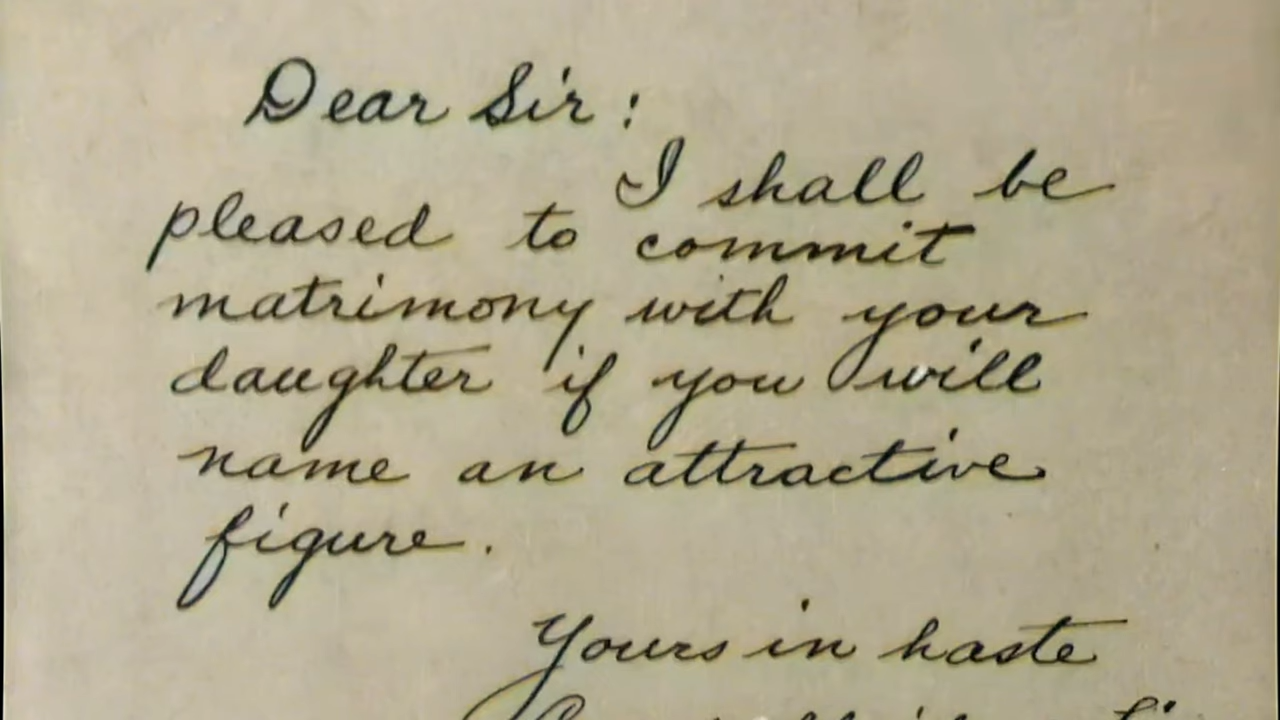 Dear Sir:
I shall be
pleased to commit
matrimony with your
daughter if you will
name an attractive
figure.
Yours in haste